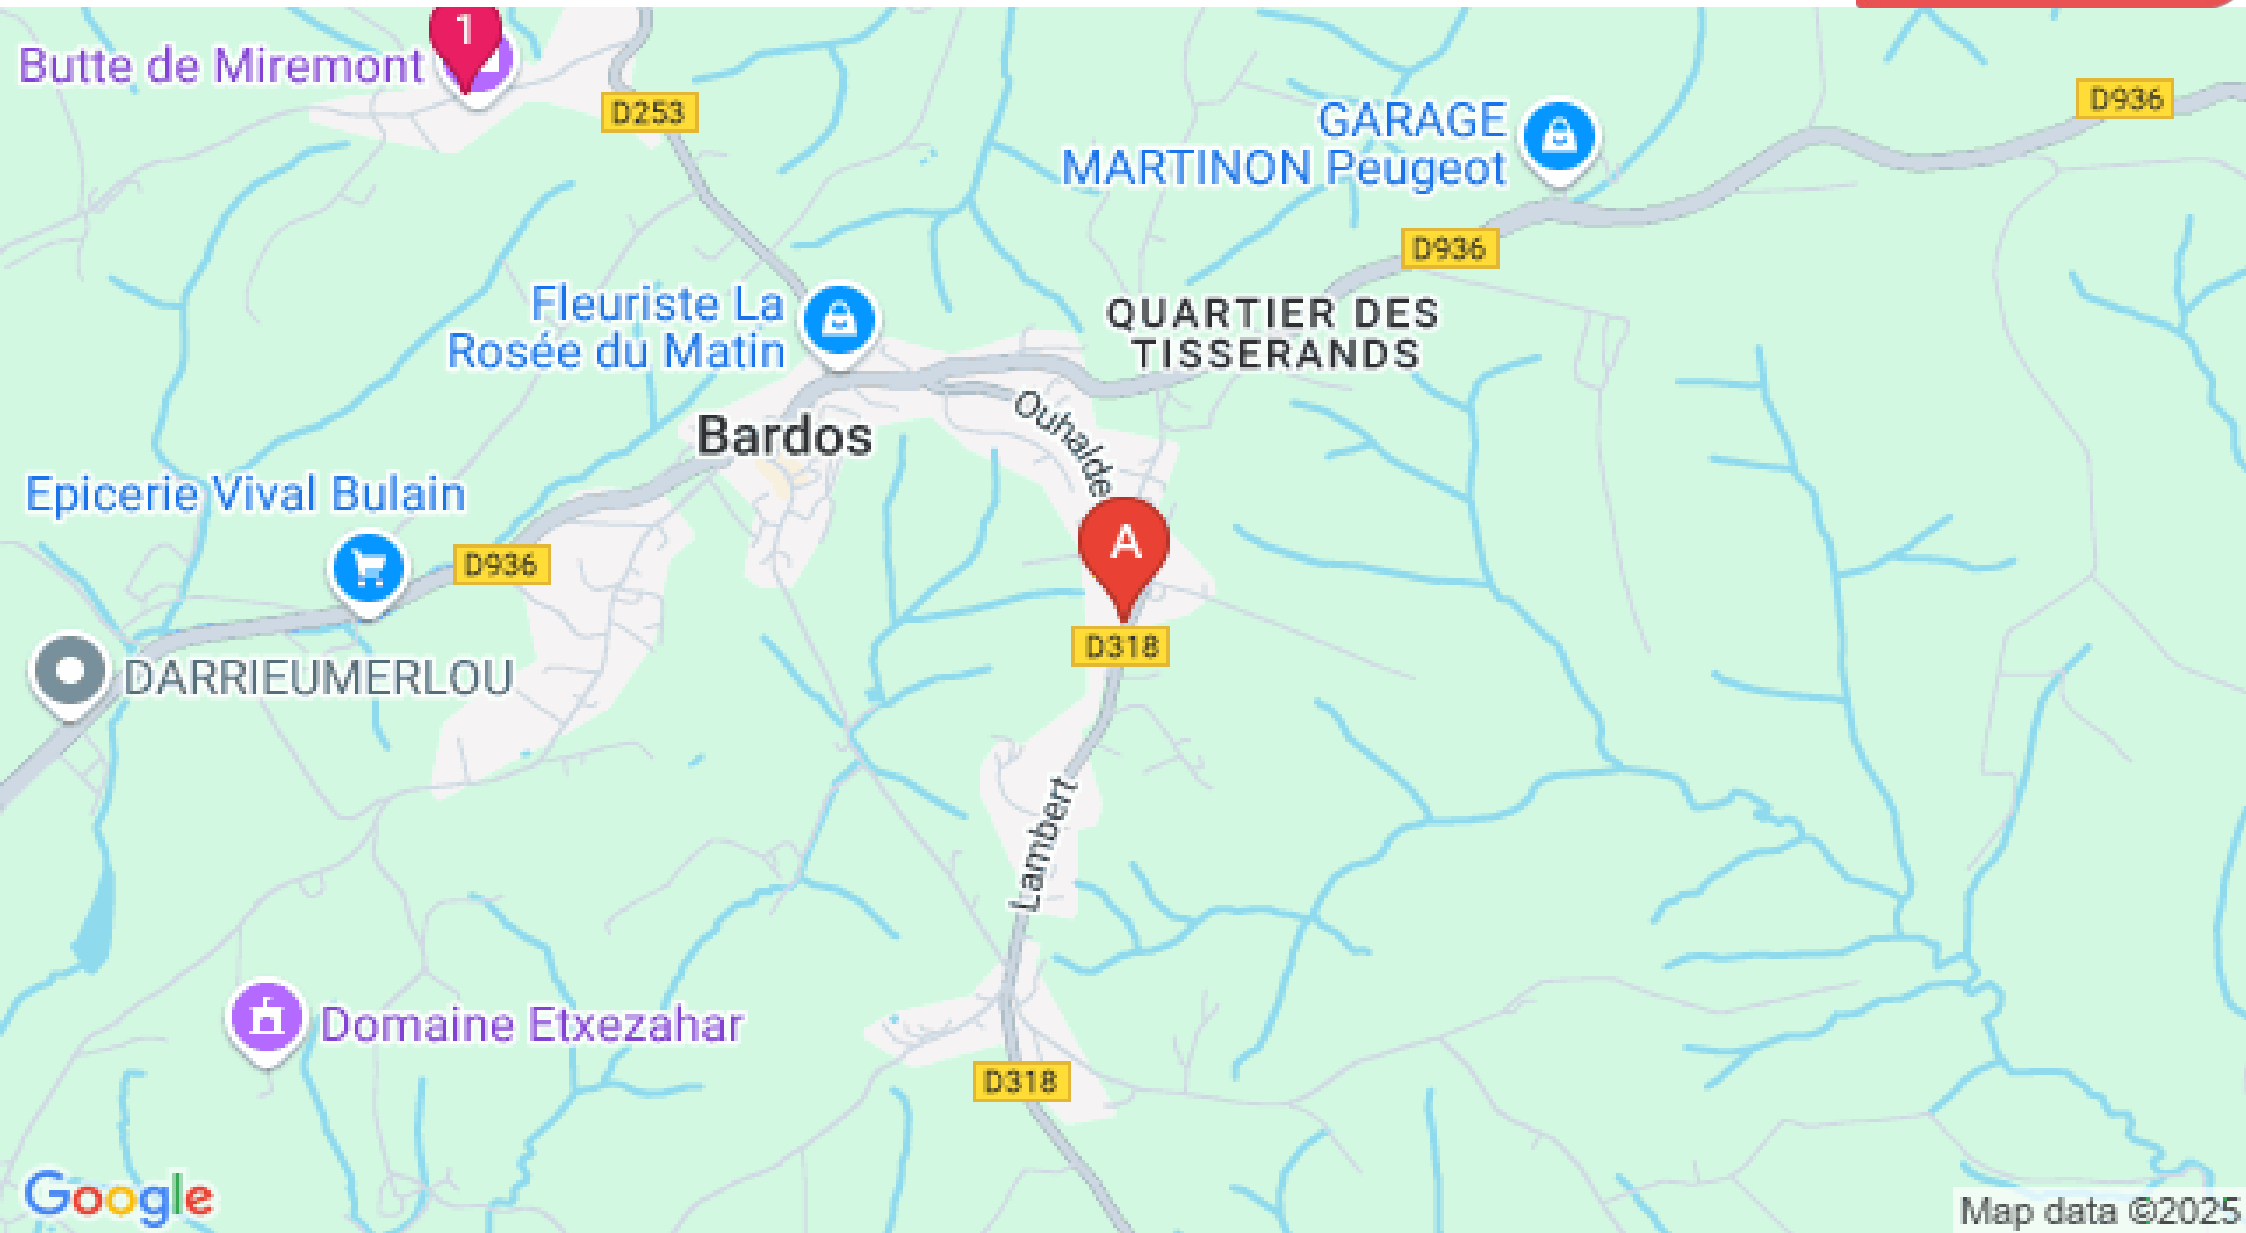 1
Butte de Miremont
D253
D936
GARAGE
MARTINON Peugeot
D936
Fleuriste La
Rosée du Matin
QUARTIER DES
TISSERANDS
Ouhalde
Bardos
Epicerie Vival Bulain
A
D936
D318
DARRIEUMERLOU
Lambert
Domaine Etxezahar
D318
Google
Map data ©2025